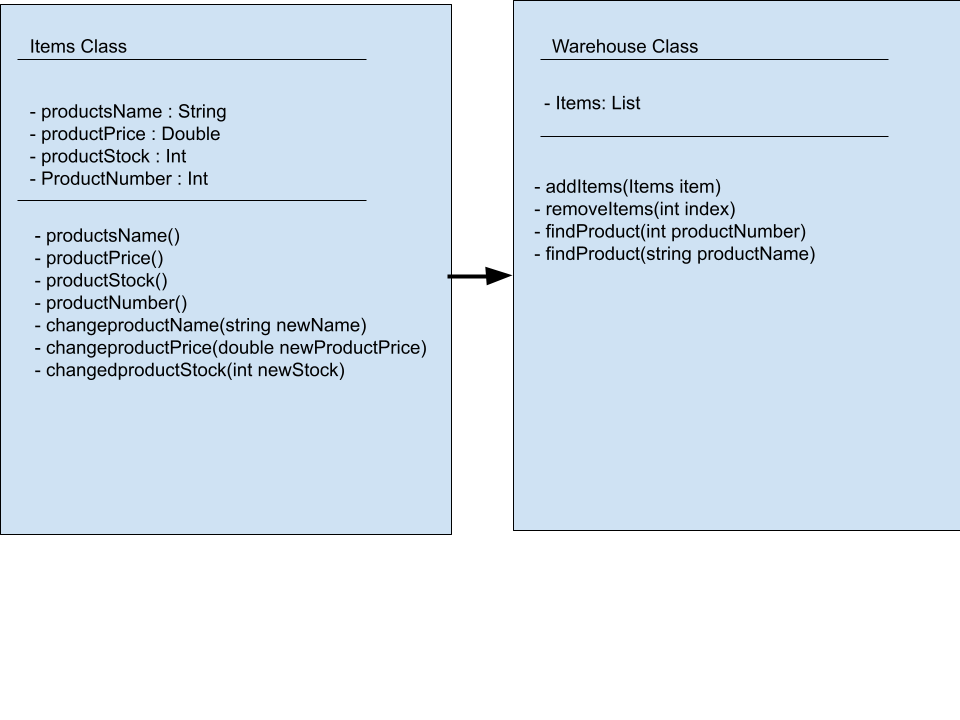 Items Class
- productsName : String
- productPrice : Double
- productStock : Int
- ProductNumber : Int
- productsName()
- productPrice()
- productStock()
- productNumber()
- changeproductName(string newName)
- changeproductPrice(double newProductPrice)
- changedproductStock(int newStock)
Warehouse Class
- Items: List
- addItems(Items item)
- removeItems(int index)
- findProduct(int productNumber)
- findProduct(string productName)